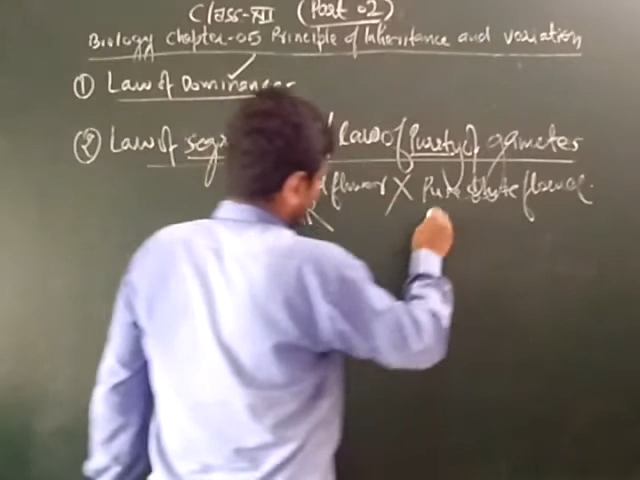 Class-XII (Part 02)
Biology Chapter-05 Principle of Inheritance and variation
① Law of Dominance
② Law of seg / Law of Purity of gametes
flower X Pure white flower
R